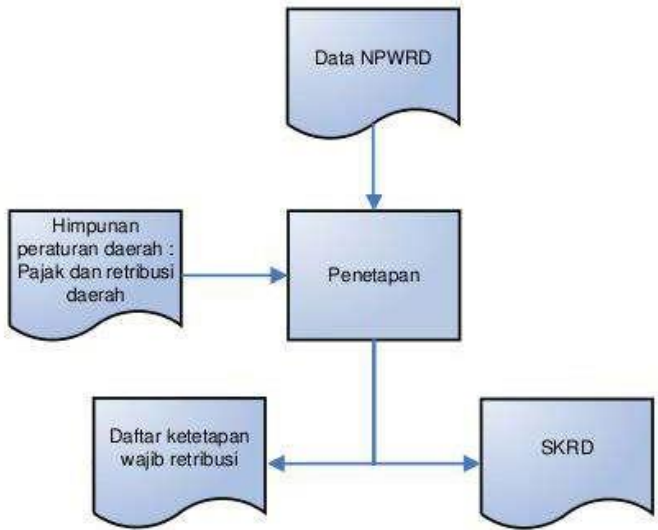 Data NPWRD
Himpunan
peraturan daerah :
Pajak dan retribusi
daerah
Penetapan
Daftar ketetapan
wajib retribusi
SKRD